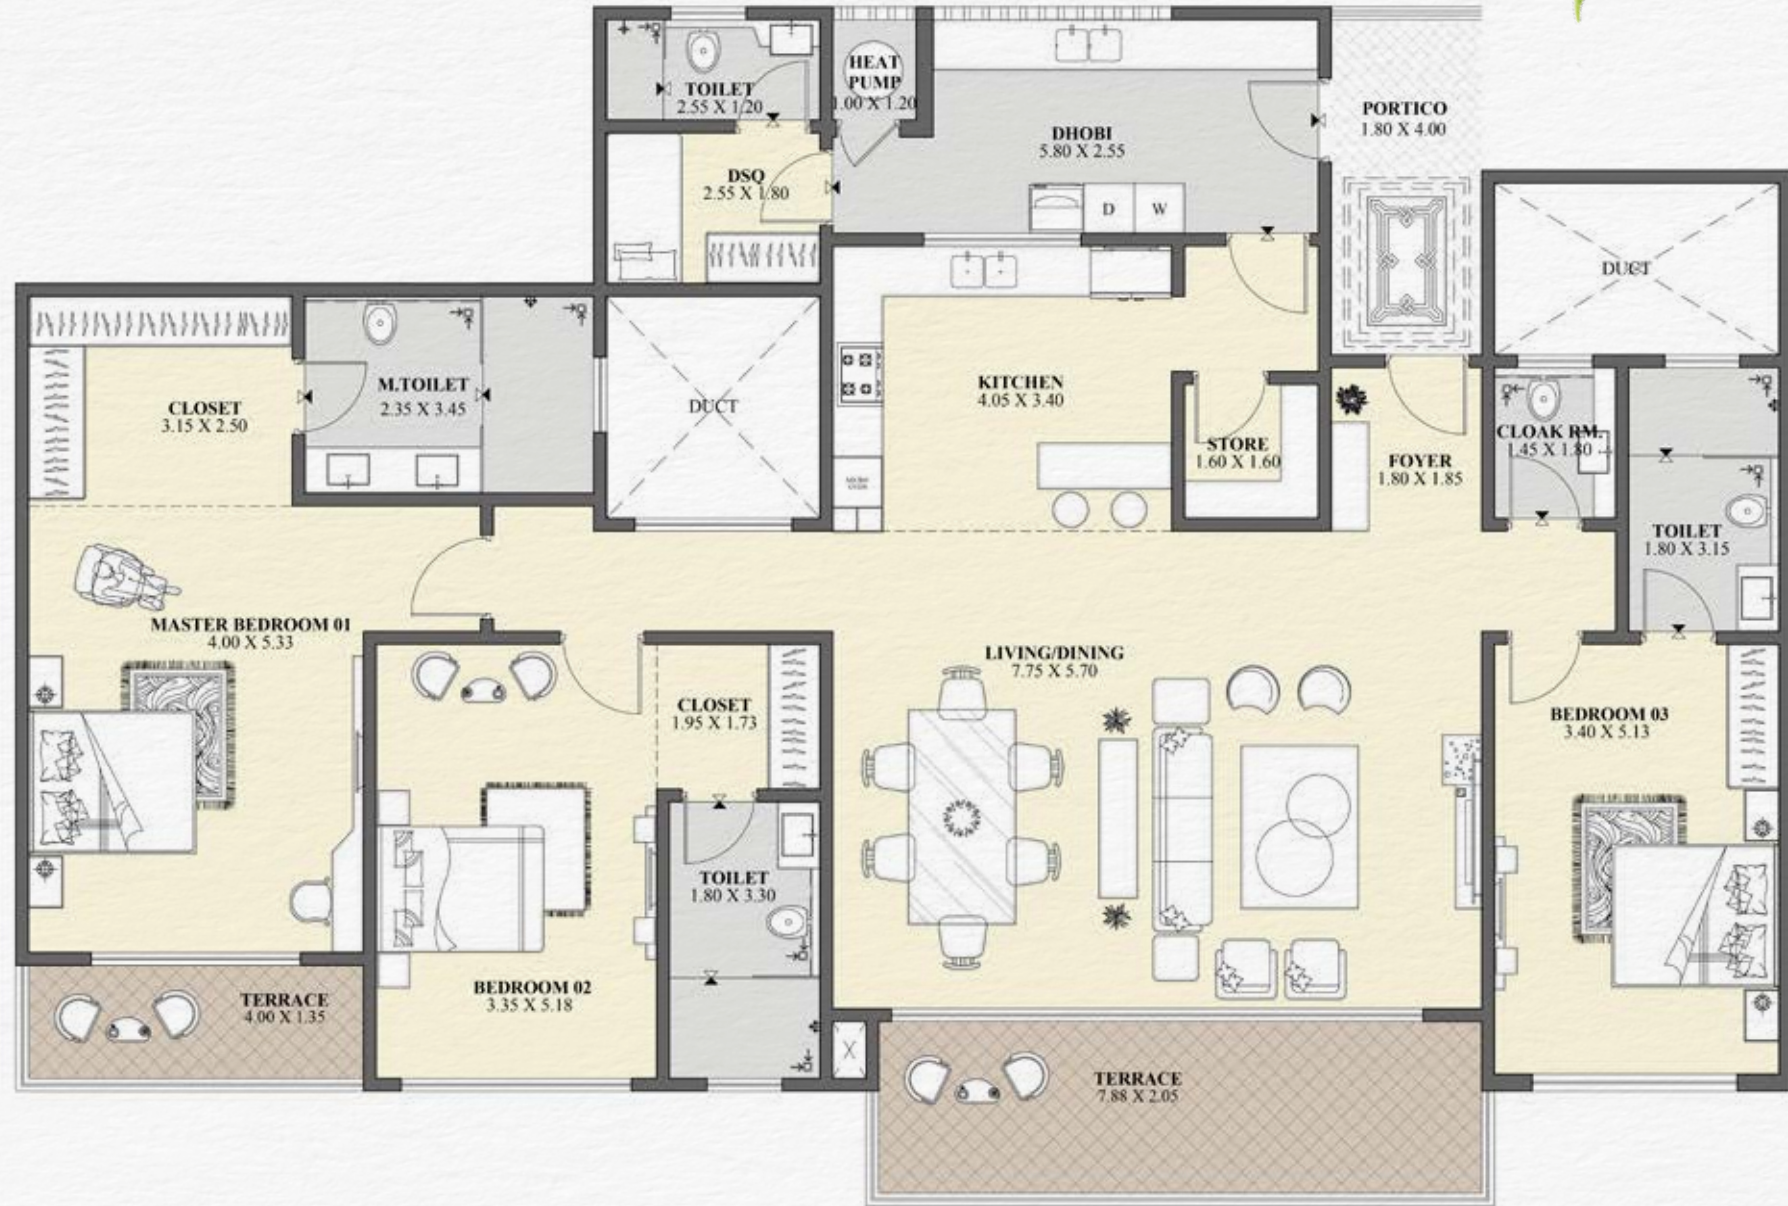 TOILET
2.55 X 1.20
HEAT
PUMP
1.00 X 1.20
DHOBI
5.80 X 2.55
PORTICO
1.80 X 4.00
DSQ
2.55 X 1.80
D
W
DUCT
CLOSET
3.15 X 2.50
M.TOILET
2.35 X 3.45
DUCT
KITCHEN
4.05 X 3.40
STORE
1.60 X 1.60
FOYER
1.80 X 1.85
CLOAK RM.
1.45 X 1.80
TOILET
1.80 X 3.15
MASTER BEDROOM 01
4.00 X 5.33
LIVING/DINING
7.75 X 5.70
CLOSET
1.95 X 1.73
BEDROOM 03
3.40 X 5.13
TOILET
1.80 X 3.30
BEDROOM 02
3.35 X 5.18
TERRACE
4.00 X 1.35
TERRACE
7.88 X 2.05